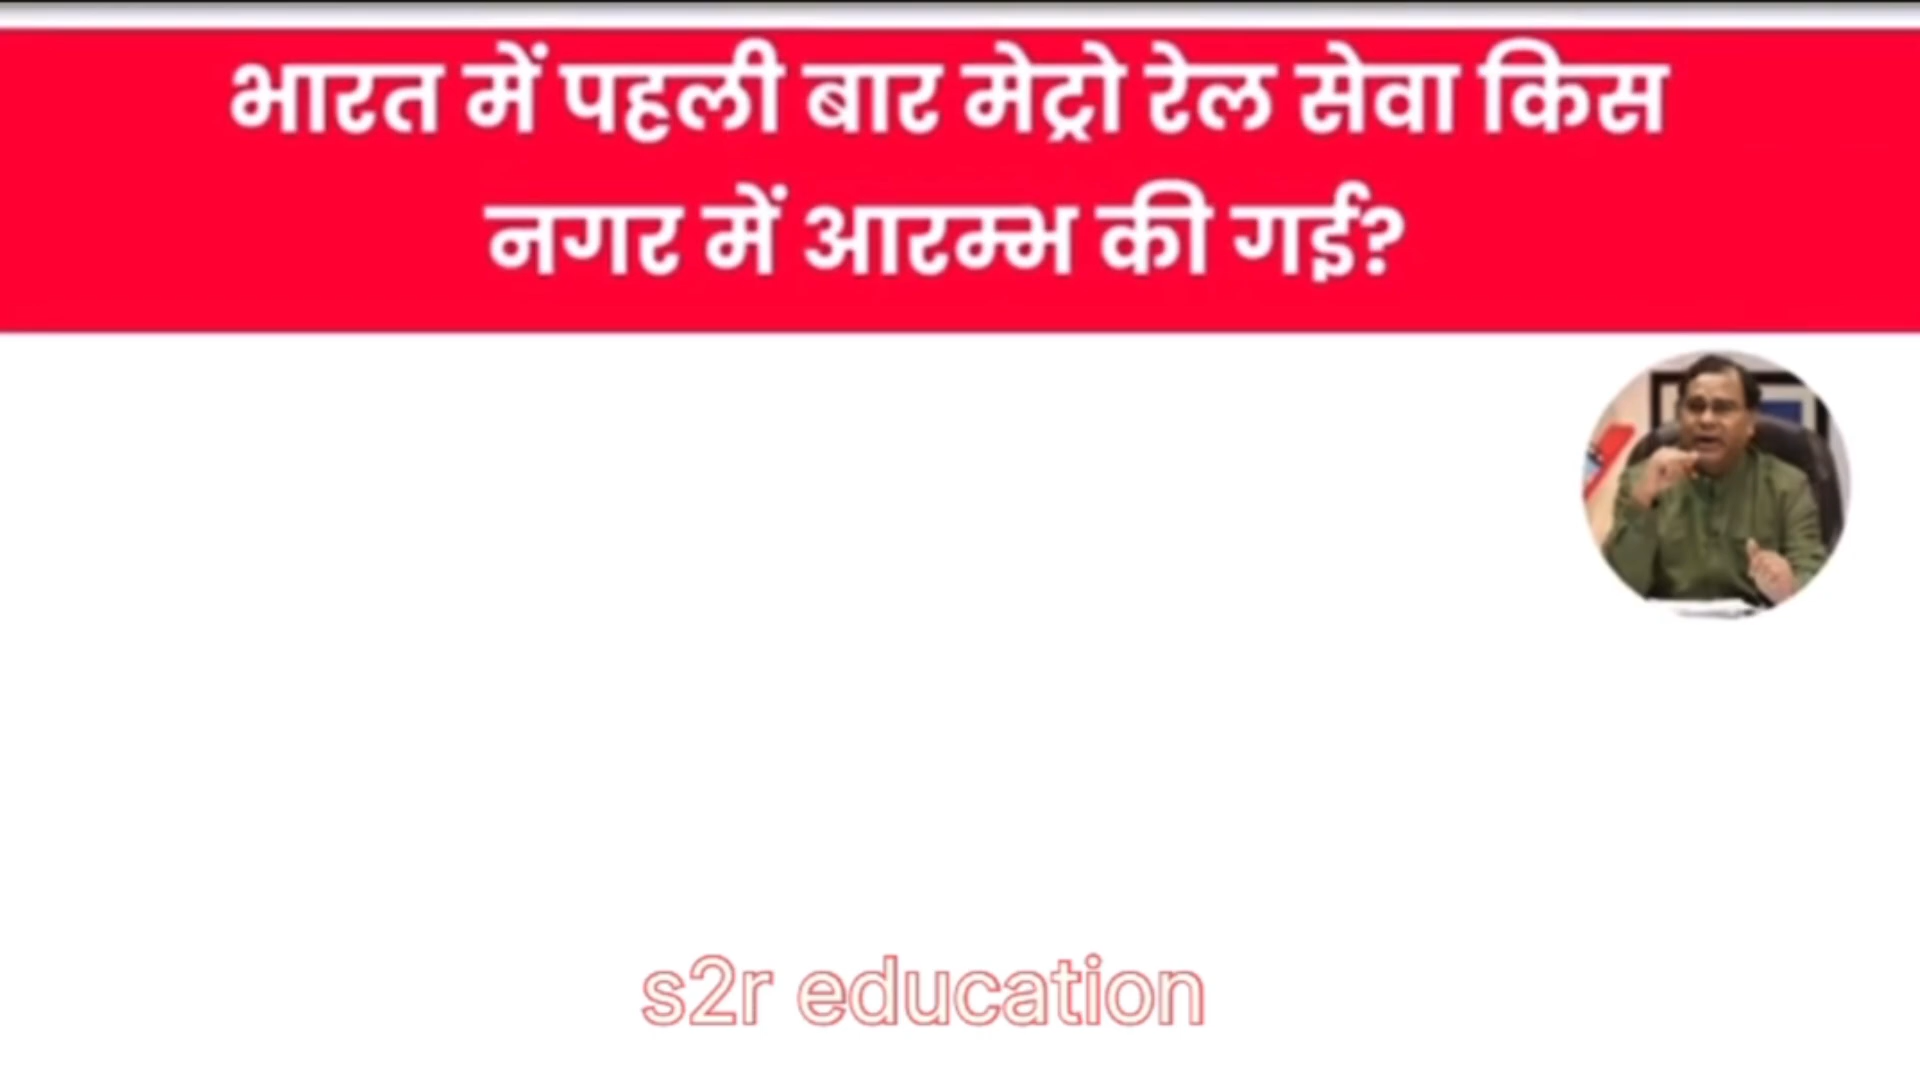 भारत में पहली बार मेट्रो रेल सेवा किस
नगर में आरम्भ की गई?
s2r education